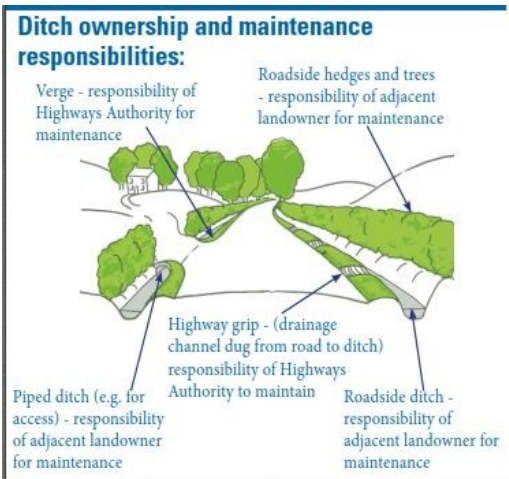 Ditch ownership and maintenance
responsibilities:
Verge - responsibility of
Highways Authority for
maintenance
Roadside hedges and trees
- responsibility of adjacent
landowner for maintenance
Highway grip - (drainage
channel dug from road to ditch)
responsibility of Highways
Authority to maintain
Piped ditch (e.g. for
access) - responsibility
of adjacent landowner
for maintenance
Roadside ditch -
responsibility of
adjacent landowner for
maintenance